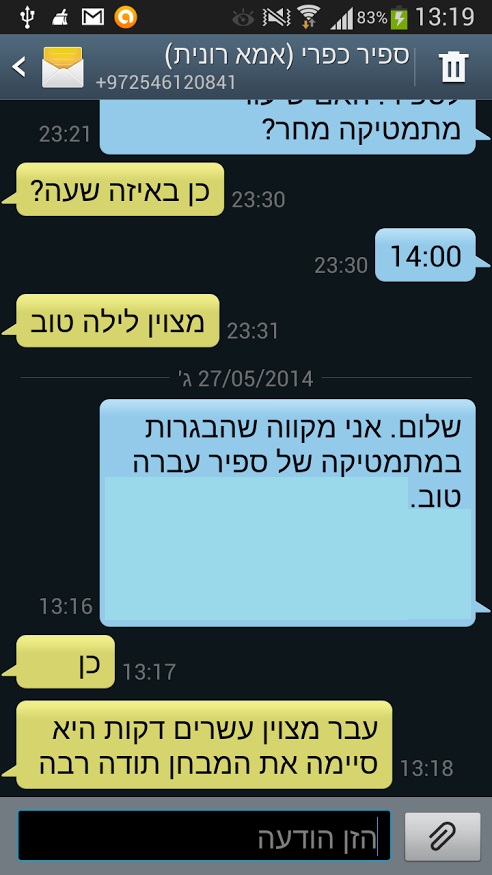 83% 13:19
ספיר כפרי (אמא רונית)
+972546120841
מתמטיקה מחר?
23:21
כן באיזה שעה?
23:30
14:00
23:30
מצוין לילה טוב
23:31
27/05/2014 ג'
שלום. אני מקווה שהבגרות
במתמטיקה של ספיר עברה
טוב.
13:16
כן
13:17
עבר מצוין עשרים דקות היא
סיימה את המבחן תודה רבה
13:18
הזן הודעה